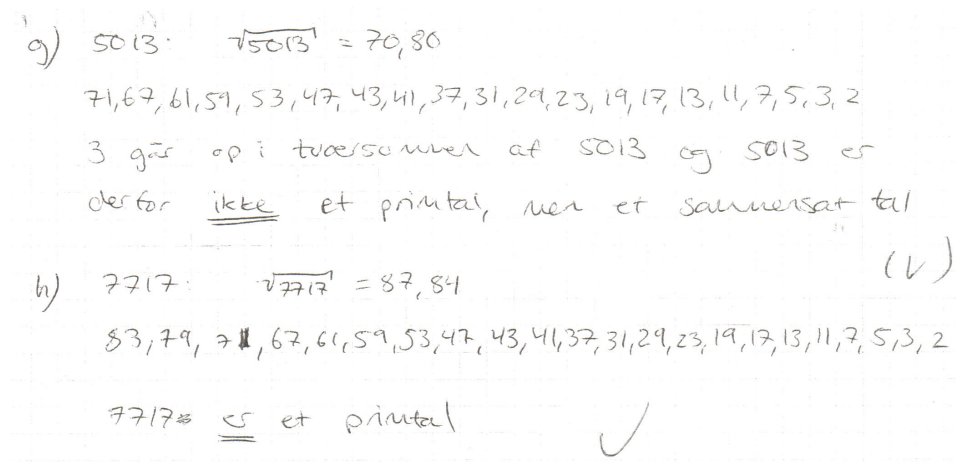 g) 5013: √5013 = 70,80
71,67,61,59,53,47,43,41,37,31,29,23,19,17,13,11,7,5,3,2
3 går op i tværsummen af 5013 og 5013 er
derfor ikke et primtal, men et sammensat tal
(V)
h) 7717: √7717 = 87,84
83,79,71,67,61,59,53,47,43,41,37,31,29,23,19,17,13,11,7,5,3,2
7717 er et primtal ✓